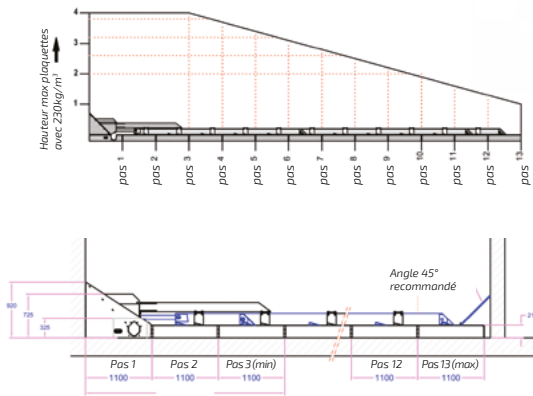 Hauteur max plaquettes
avec 230kg/m³
4
3
2
1
pas 1
pas 2
pas 3
pas 4
pas 5
pas 6
pas 7
pas 8
pas 9
pas 10
pas 11
pas 12
pas 13
Angle 45°
recommandé
725
325
Pas 1
Pas 2
Pas 3 (min)
Pas 12
Pas 13 (max)
1100
1100
1100
1100
1100